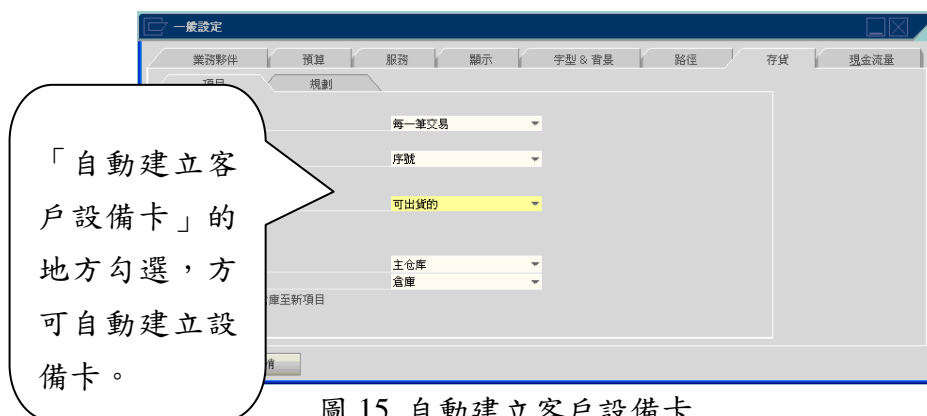 一般設定
業務夥伴 預算 服務 顯示 字型 & 背景 路徑 存貨 現金流量
項目 規劃
每一筆交易
序號
可出貨的
主仓库
倉庫
庫至新項目
消
「自動建立客
戶設備卡」的
地方勾選，方
可自動建立設
備卡。
圖 15 自動建立客戶設備卡